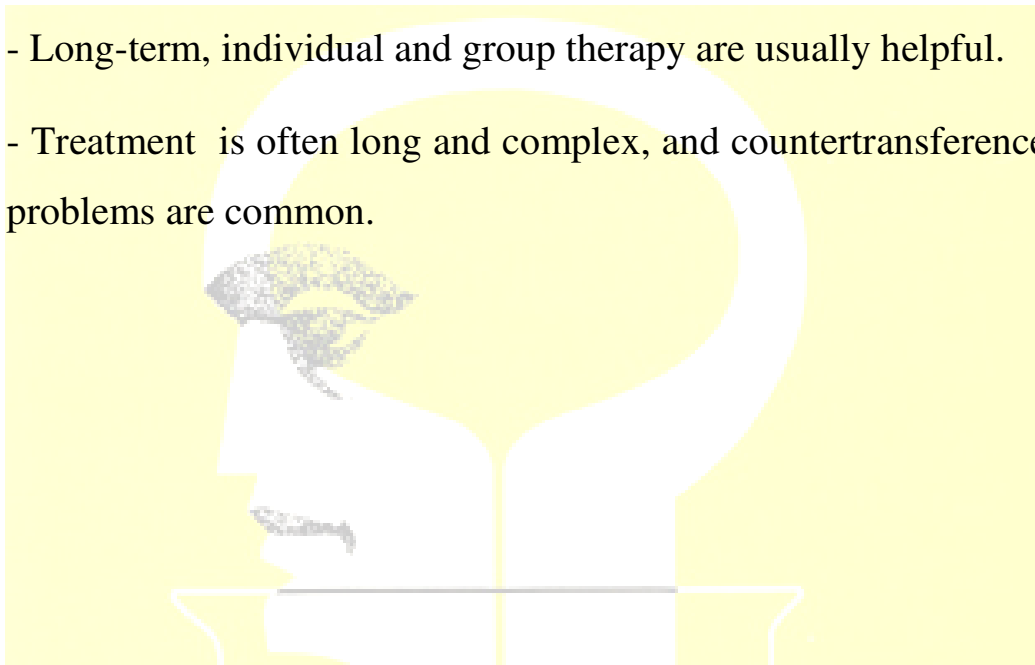 - Long-term, individual and group therapy are usually helpful.
- Treatment  is often long and complex, and countertransference
problems are common.